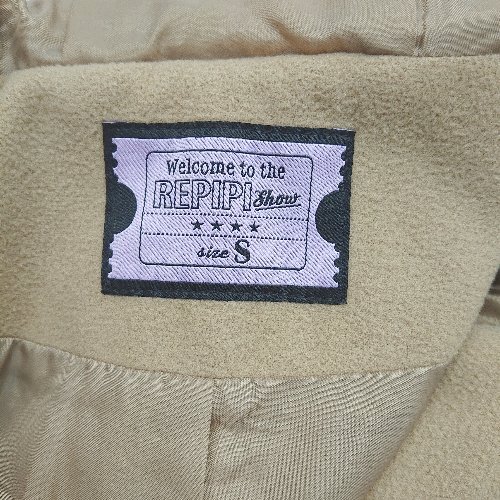 Welcome to the
REPIPI Show
★★★★
size S